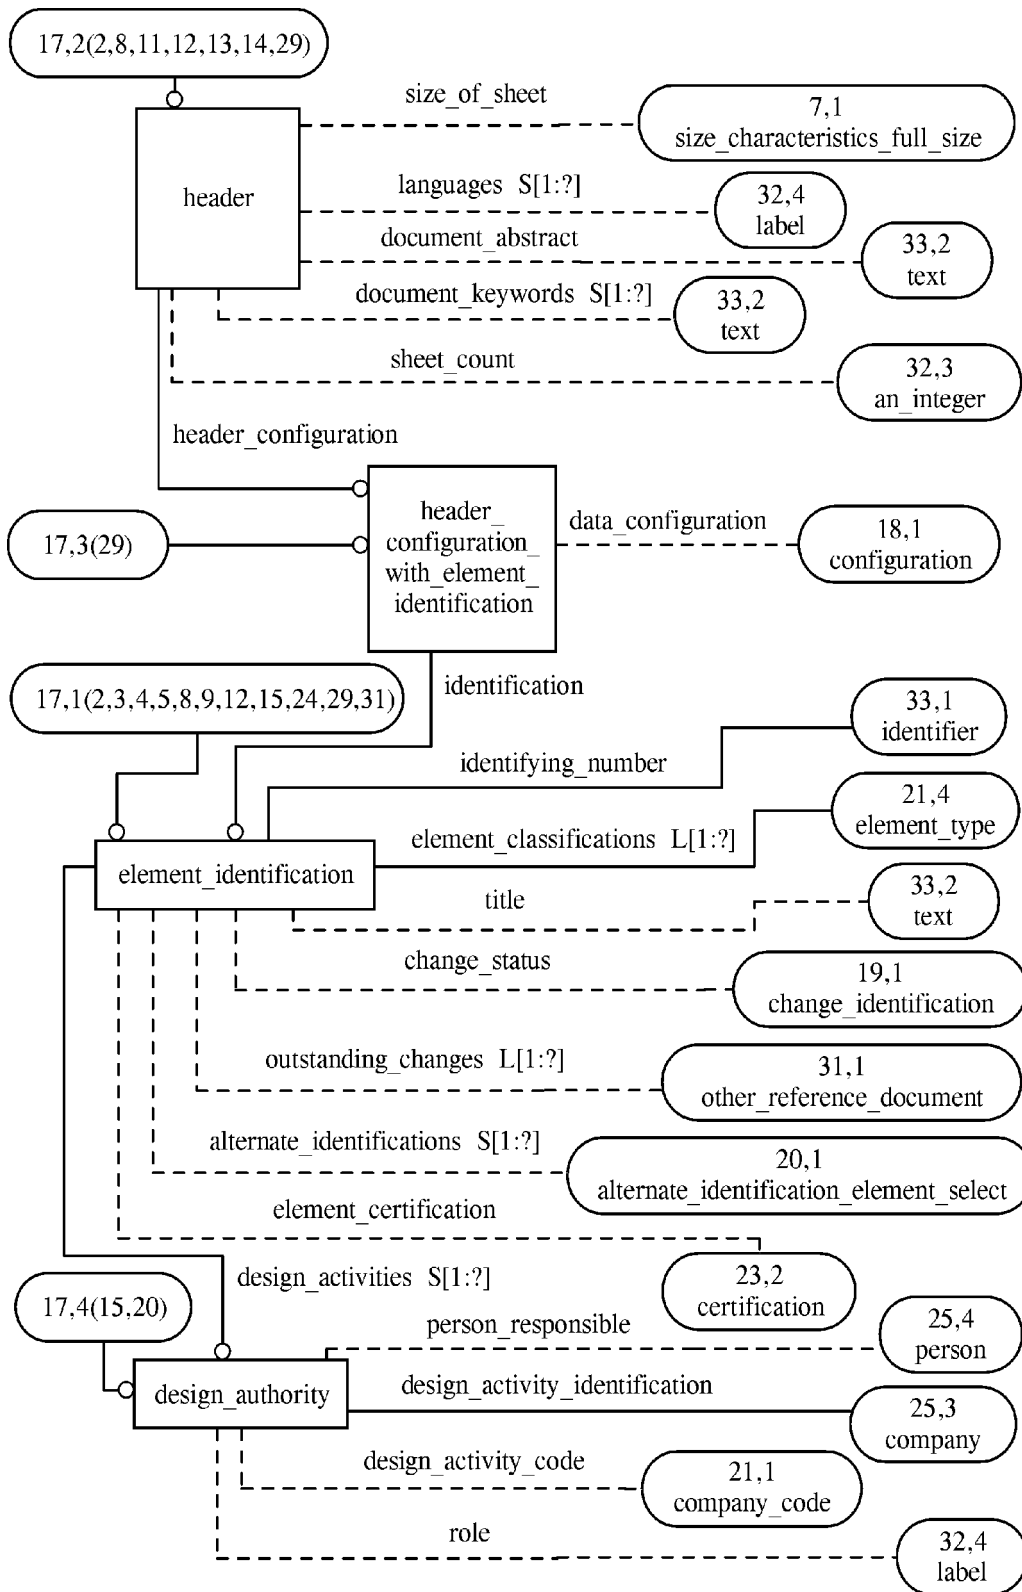 17,2(2,8,11,12,13,14,29)
size_of_sheet
7,1
size_characteristics_full_size
header
languages S[1:?]
32,4
label
document_abstract
33,2
text
document_keywords S[1:?]
33,2
text
sheet_count
32,3
an_integer
header_configuration
header_
configuration_
with_element_
identification
data_configuration
18,1
configuration
17,3(29)
17,1(2,3,4,5,8,9,12,15,24,29,31)
identification
33,1
identifier
identifying_number
21,4
element_type
element_classifications L[1:?]
element_identification
title
33,2
text
change_status
19,1
change_identification
outstanding_changes L[1:?]
31,1
other_reference_document
alternate_identifications S[1:?]
20,1
alternate_identification_element_select
element_certification
design_activities S[1:?]
23,2
certification
17,4(15,20)
person_responsible
25,4
person
design_authority
design_activity_identification
25,3
company
design_activity_code
21,1
company_code
role
32,4
label